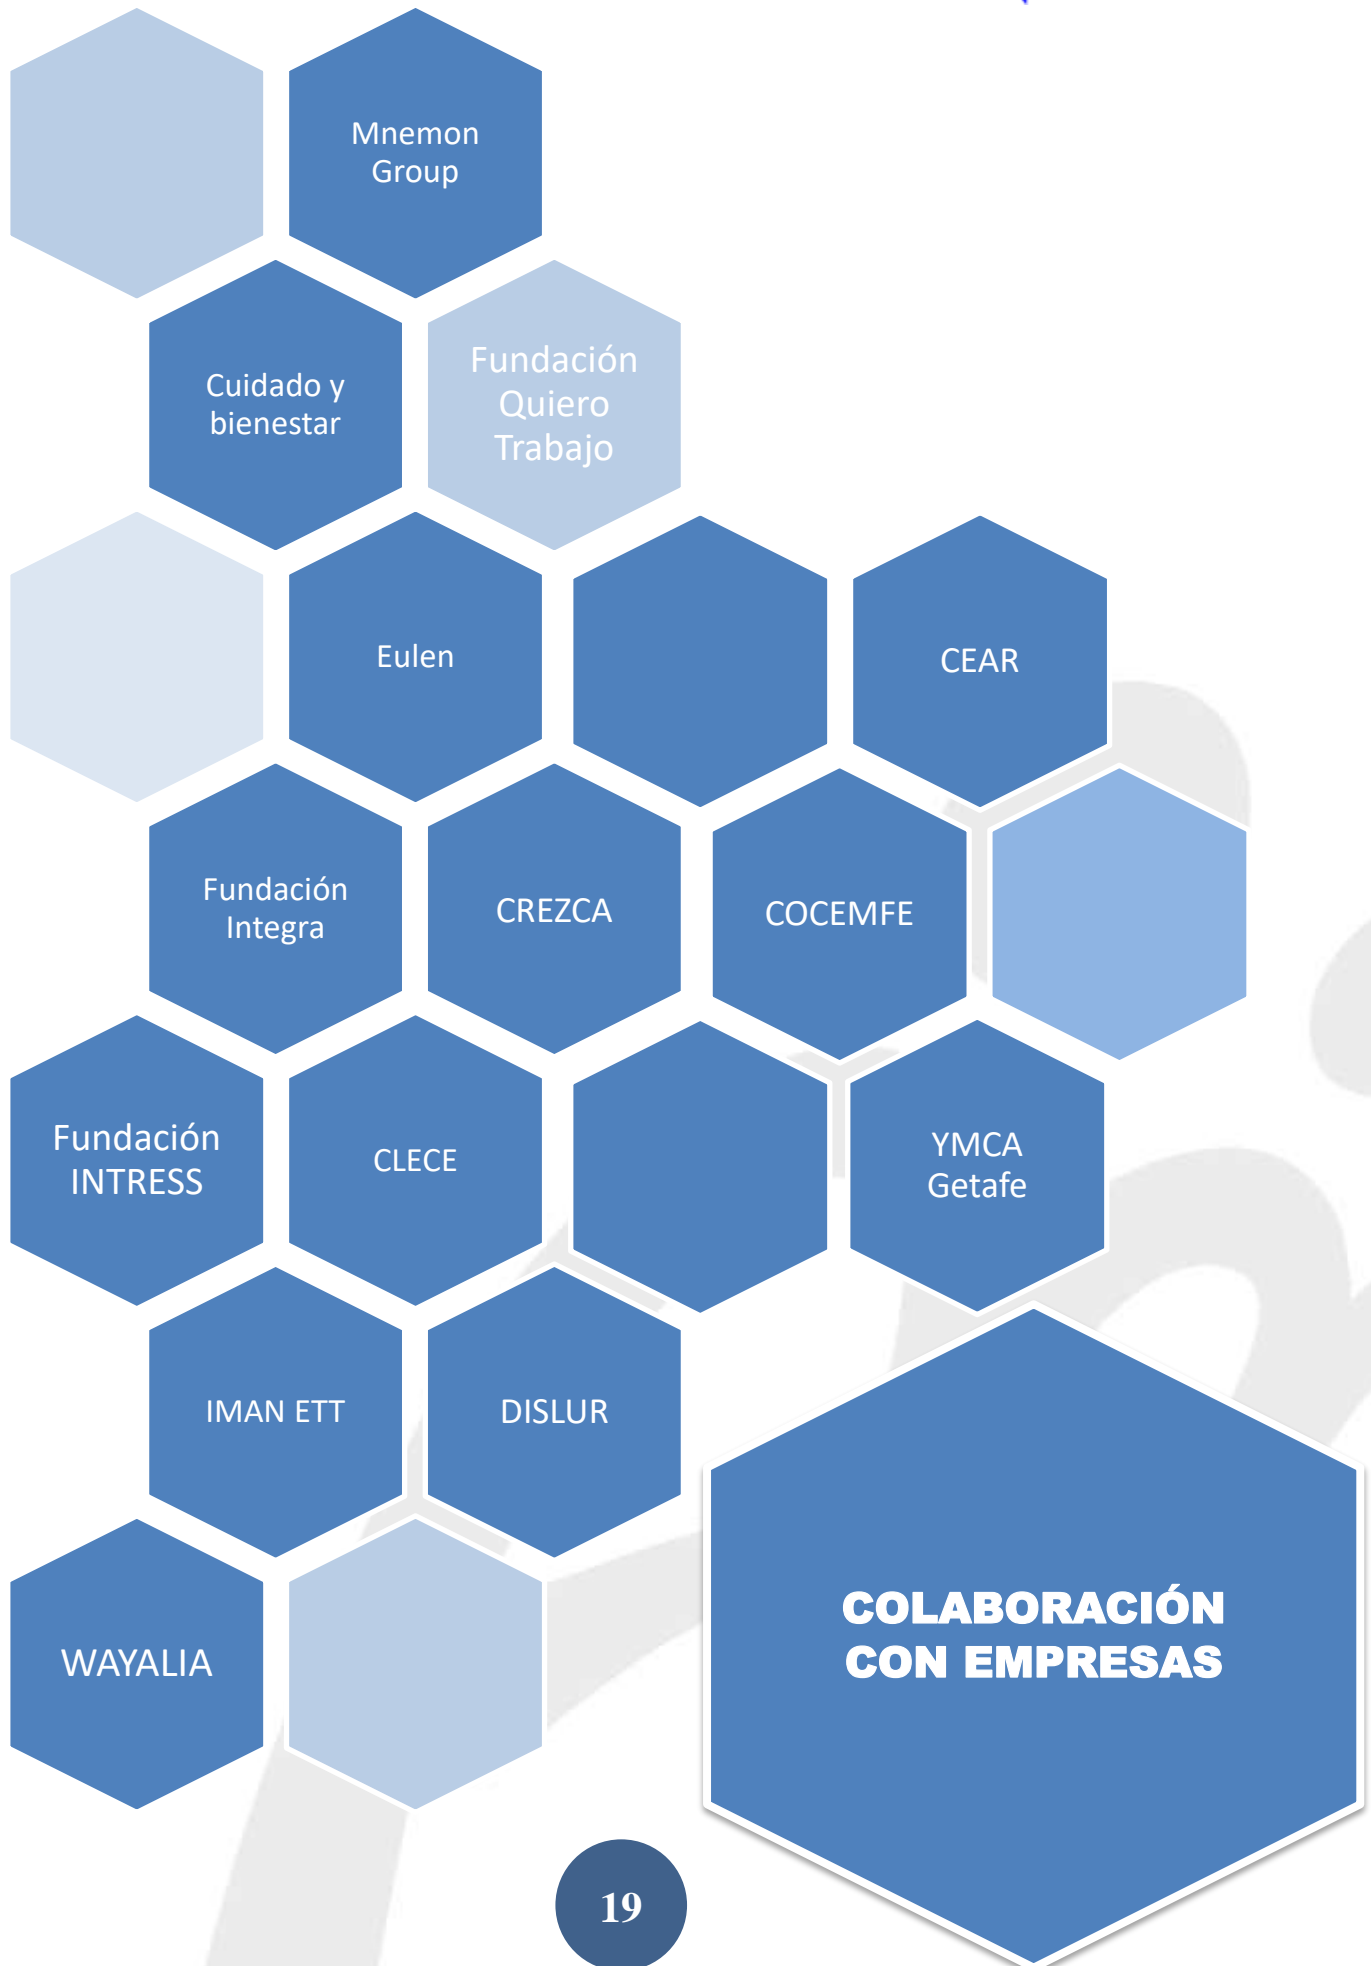 Mnemon
Group
Cuidado y
bienestar
Fundación
Quiero
Trabajo
Eulen
CEAR
Fundación
Integra
CREZCA
COCEMFE
Fundación
INTRESS
CLECE
YMCA
Getafe
IMAN ETT
DISLUR
WAYALIA
COLABORACIÓN
CON EMPRESAS
19